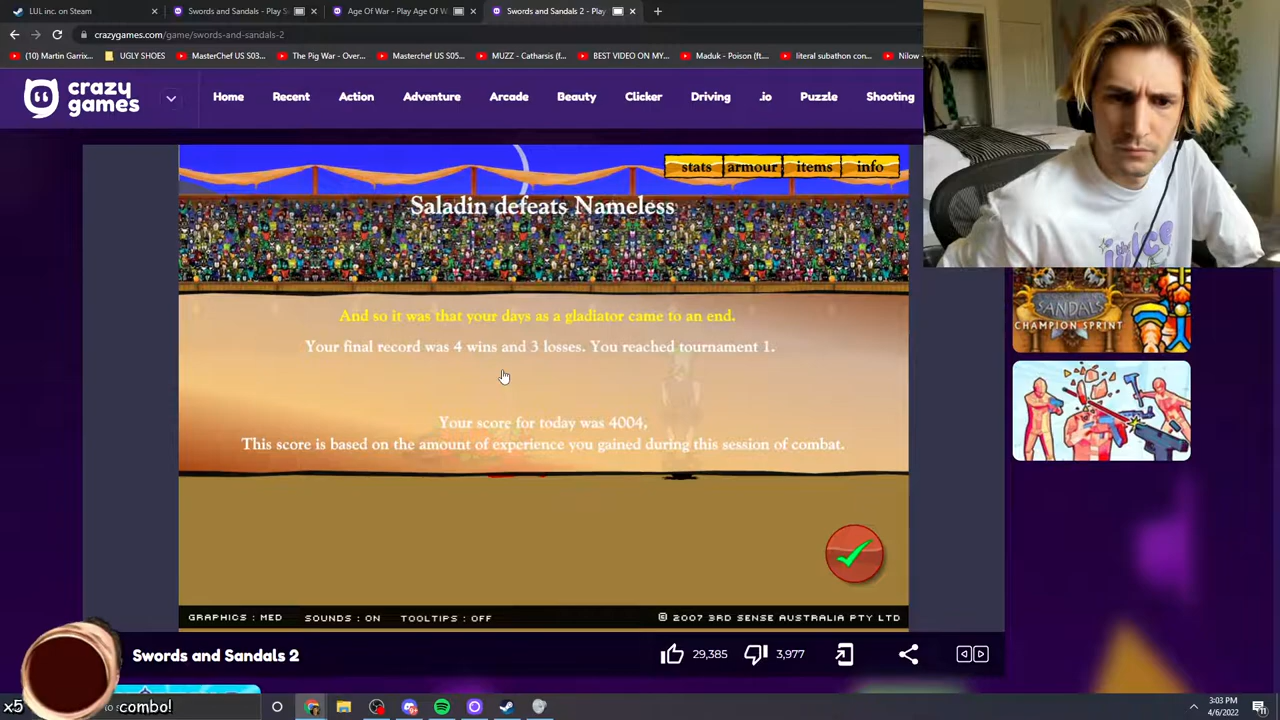 LUL inc. on Steam
Swords and Sandals - Play S
Age Of War - Play Age Of W
Swords and Sandals 2 - Play
crazygames.com/game/swords-and-sandals-2
(10) Martin Garrix...
UGLY SHOES
MasterChef US S03...
The Pig War - Over...
Masterchef US S05...
MUZZ - Catharsis (f...
BEST VIDEO ON MY...
Maduk - Poison (ft...
literal subathon con...
Nilow
crazy games
Home
Recent
Action
Adventure
Arcade
Beauty
Clicker
Driving
.io
Puzzle
Shooting
stats
armour
items
info
Saladin defeats Nameless
And so it was that your days as a gladiator came to an end.
Your final record was 4 wins and 3 losses. You reached tournament 1.
Your score for today was 4004,
This score is based on the amount of experience you gained during this session of combat.
SANDALS
CHAMPION SPRINT
GRAPHICS : MED
SOUNDS : ON
TOOLTIPS : OFF
© 2007 3RD SENSE AUSTRALIA PTY LTD
Swords and Sandals 2
29,385
3,977
x5 combo!
3:03 PM
4/6/2022